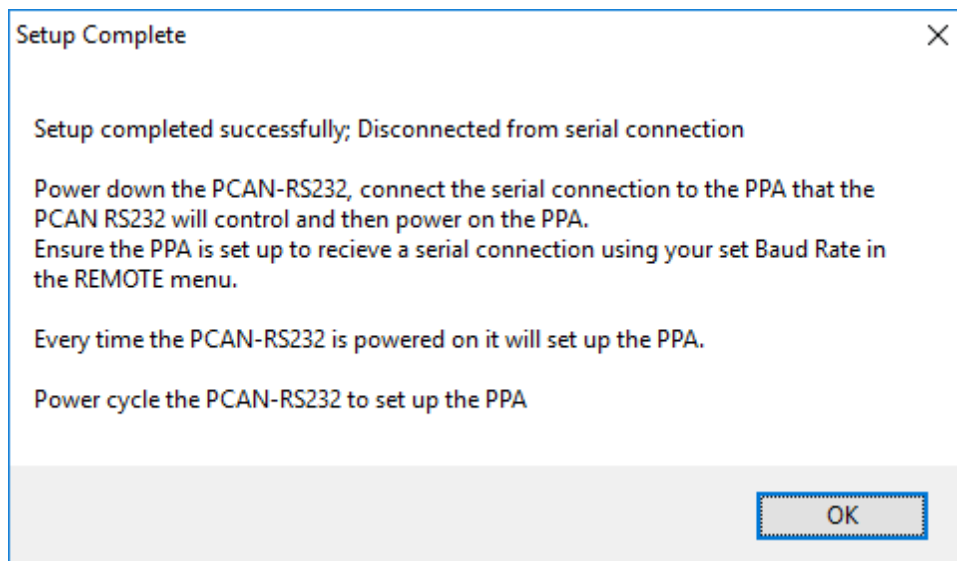 Setup Complete
Setup completed successfully; Disconnected from serial connection
Power down the PCAN-RS232, connect the serial connection to the PPA that the
PCAN RS232 will control and then power on the PPA.
Ensure the PPA is set up to recieve a serial connection using your set Baud Rate in
the REMOTE menu.
Every time the PCAN-RS232 is powered on it will set up the PPA.
Power cycle the PCAN-RS232 to set up the PPA
OK